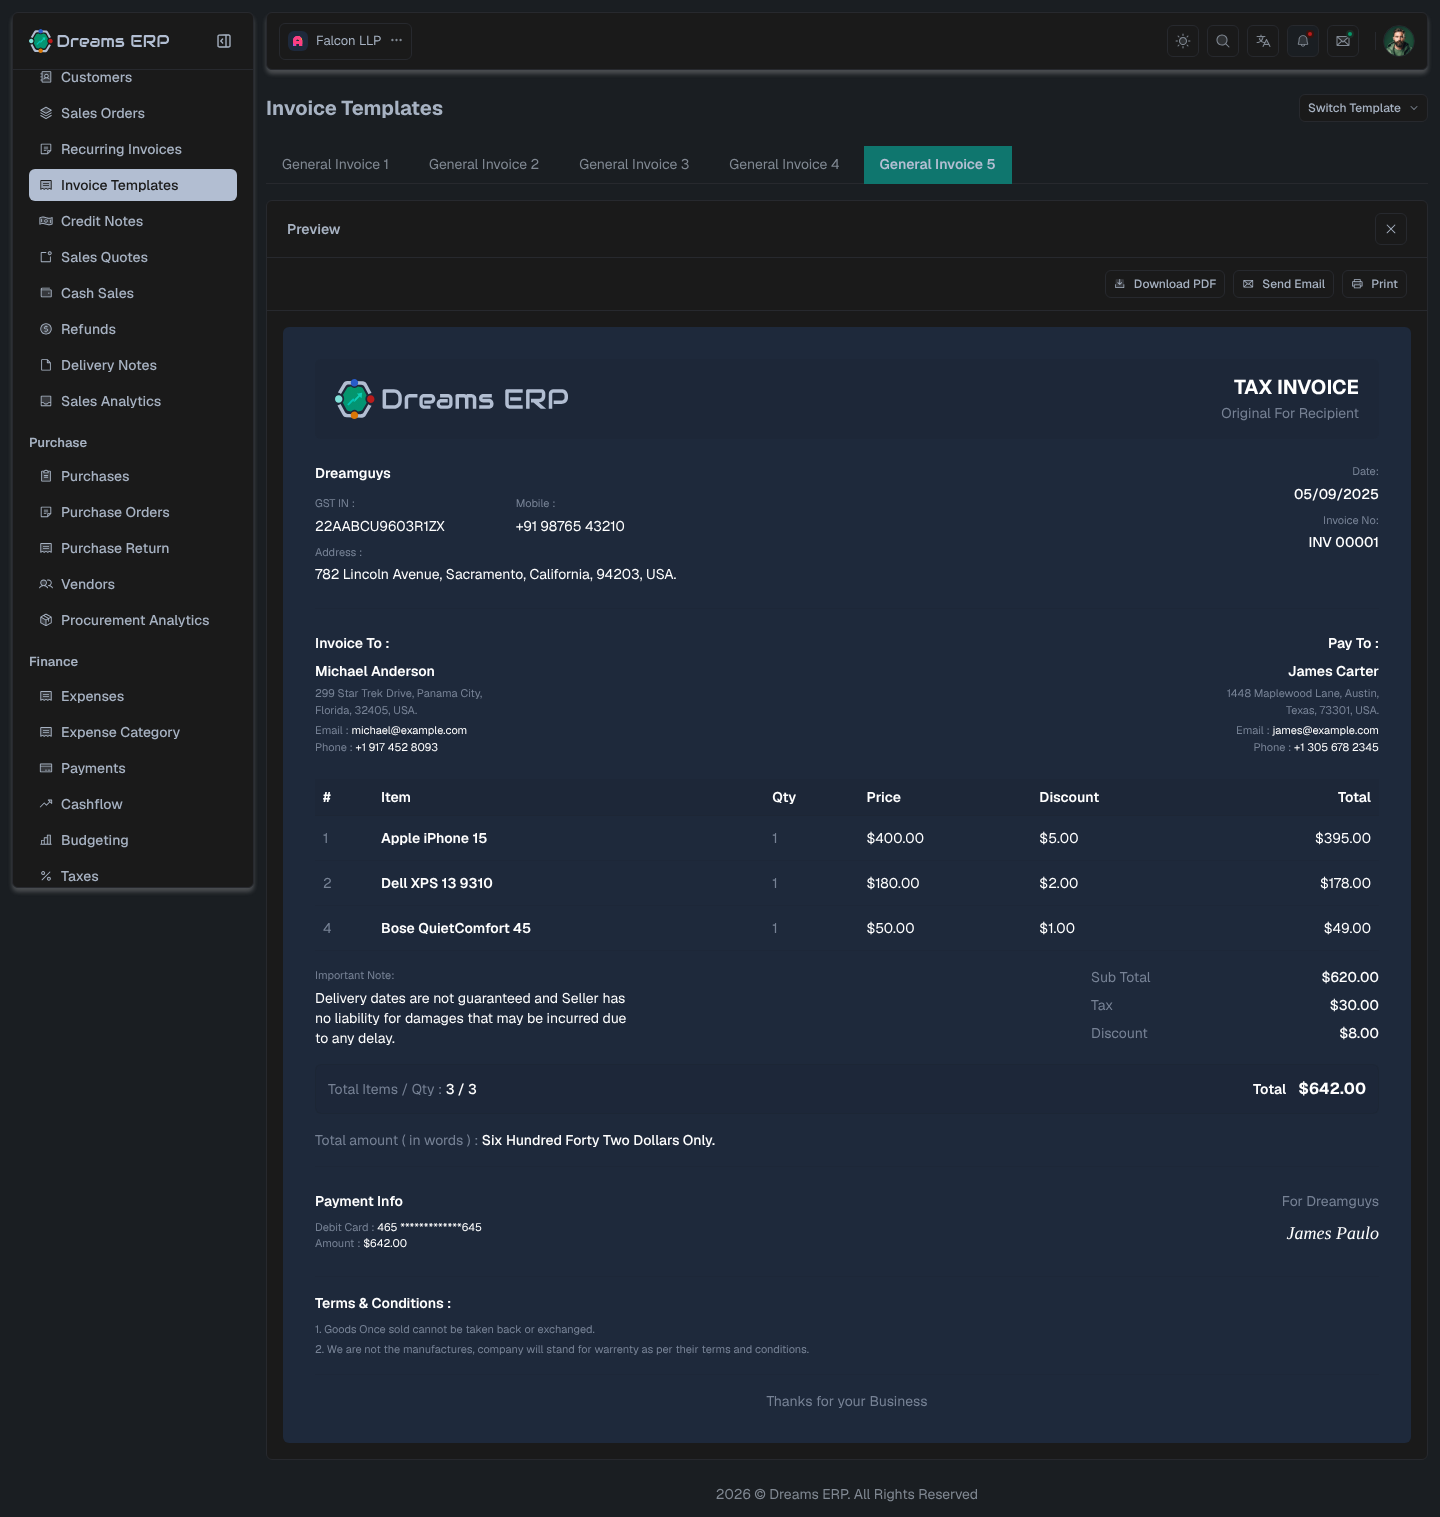 Dreams ERP
Customers
Sales Orders
Recurring Invoices
Invoice Templates
Credit Notes
Sales Quotes
Cash Sales
Refunds
Delivery Notes
Sales Analytics
Purchase
Purchases
Purchase Orders
Purchase Return
Vendors
Procurement Analytics
Finance
Expenses
Expense Category
Payments
Cashflow
Budgeting
Taxes
Falcon LLP
Invoice Templates
Switch Template
General Invoice 1
General Invoice 2
General Invoice 3
General Invoice 4
General Invoice 5
Preview
Download PDF
Send Email
Print
Dreams ERP
TAX INVOICE
Original For Recipient
Dreamguys
GST IN :
22AABCU9603R1ZX
Mobile :
+91 98765 43210
Address :
782 Lincoln Avenue, Sacramento, California, 94203, USA.
Date:
05/09/2025
Invoice No:
INV 00001
Invoice To :
Michael Anderson
299 Star Trek Drive, Panama City,
Florida, 32405, USA.
Email : michael@example.com
Phone : +1 917 452 8093
Pay To :
James Carter
1448 Maplewood Lane, Austin,
Texas, 73301, USA.
Email : james@example.com
Phone : +1 305 678 2345
# Item Qty Price Discount Total
1 Apple iPhone 15 1 $400.00 $5.00 $395.00
2 Dell XPS 13 9310 1 $180.00 $2.00 $178.00
4 Bose QuietComfort 45 1 $50.00 $1.00 $49.00
Important Note:
Delivery dates are not guaranteed and Seller has
no liability for damages that may be incurred due
to any delay.
Sub Total $620.00
Tax $30.00
Discount $8.00
Total Items / Qty : 3 / 3
Total $642.00
Total amount ( in words ) : Six Hundred Forty Two Dollars Only.
Payment Info
Debit Card : 465 *************645
Amount : $642.00
For Dreamguys
James Paulo
Terms & Conditions :
1. Goods Once sold cannot be taken back or exchanged.
2. We are not the manufactures, company will stand for warrenty as per their terms and conditions.
Thanks for your Business
2026 © Dreams ERP. All Rights Reserved